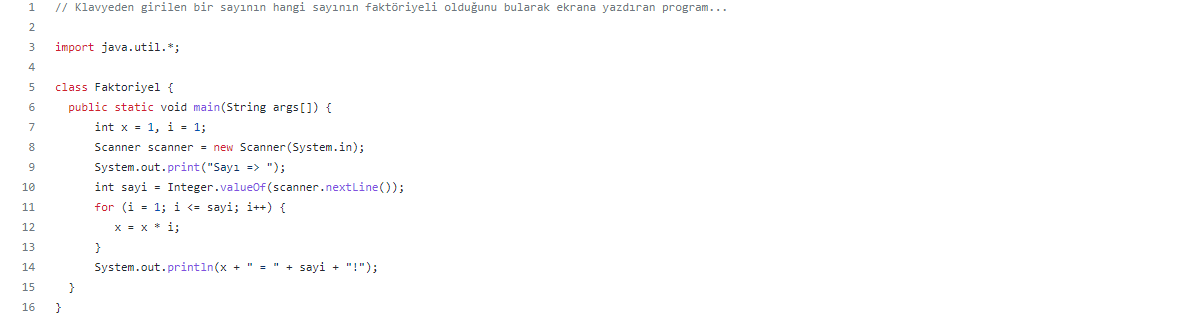 1 // Klavyeden girilen bir sayının hangi sayının faktöriyeli olduğunu bularak ekrana yazdıran program...
2
3 import java.util.*;
4
5 class Faktoriyel {
6 public static void main(String args[]) {
7 int x = 1, i = 1;
8 Scanner scanner = new Scanner(System.in);
9 System.out.print("Sayı => ");
10 int sayi = Integer.valueOf(scanner.nextLine());
11 for (i = 1; i <= sayi; i++) {
12 x = x * i;
13 }
14 System.out.println(x + " = " + sayi + "!");
15 }
16 }